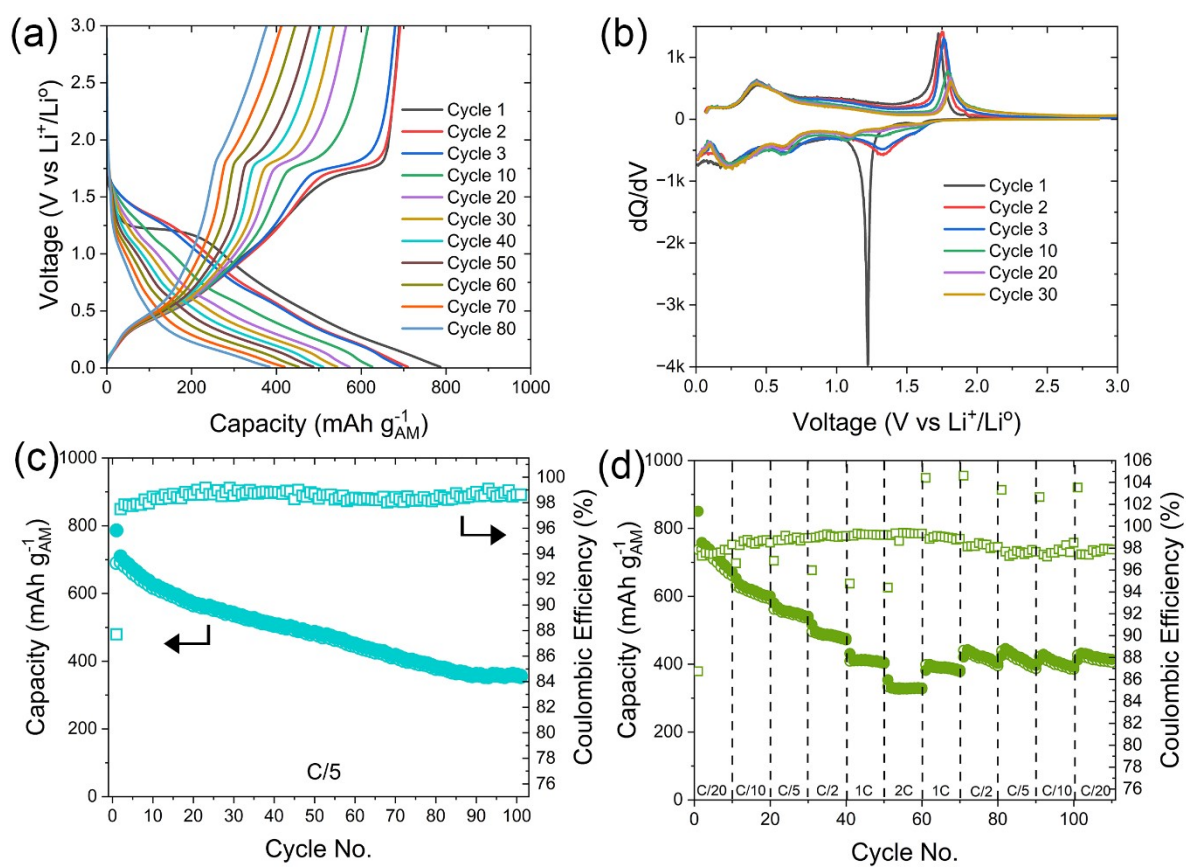 (a)
3.0
2.5
2.0
1.5
1.0
0.5
0.0
Voltage (V vs Li⁺/Liº)
Cycle 1
Cycle 2
Cycle 3
Cycle 10
Cycle 20
Cycle 30
Cycle 40
Cycle 50
Cycle 60
Cycle 70
Cycle 80
0 200 400 600 800 1000
Capacity (mAh g⁻¹AM)
(b)
1k
0
-1k
-2k
-3k
-4k
dQ/dV
Cycle 1
Cycle 2
Cycle 3
Cycle 10
Cycle 20
Cycle 30
0.0 0.5 1.0 1.5 2.0 2.5 3.0
Voltage (V vs Li⁺/Liº)
(c)
1000
800
600
400
200
0
Capacity (mAh g⁻¹AM)
C/5
100
98
96
94
92
90
88
86
84
82
80
78
76
Coulombic Efficiency (%)
0 10 20 30 40 50 60 70 80 90 100
Cycle No.
(d)
1000
800
600
400
200
0
Capacity (mAh g⁻¹AM)
C/20 C/10 C/5 C/2 1C 2C 1C C/2 C/5 C/10 C/20
106
104
102
100
98
96
94
92
90
88
86
84
82
80
78
76
Coulombic Efficiency (%)
0 20 40 60 80 100
Cycle No.